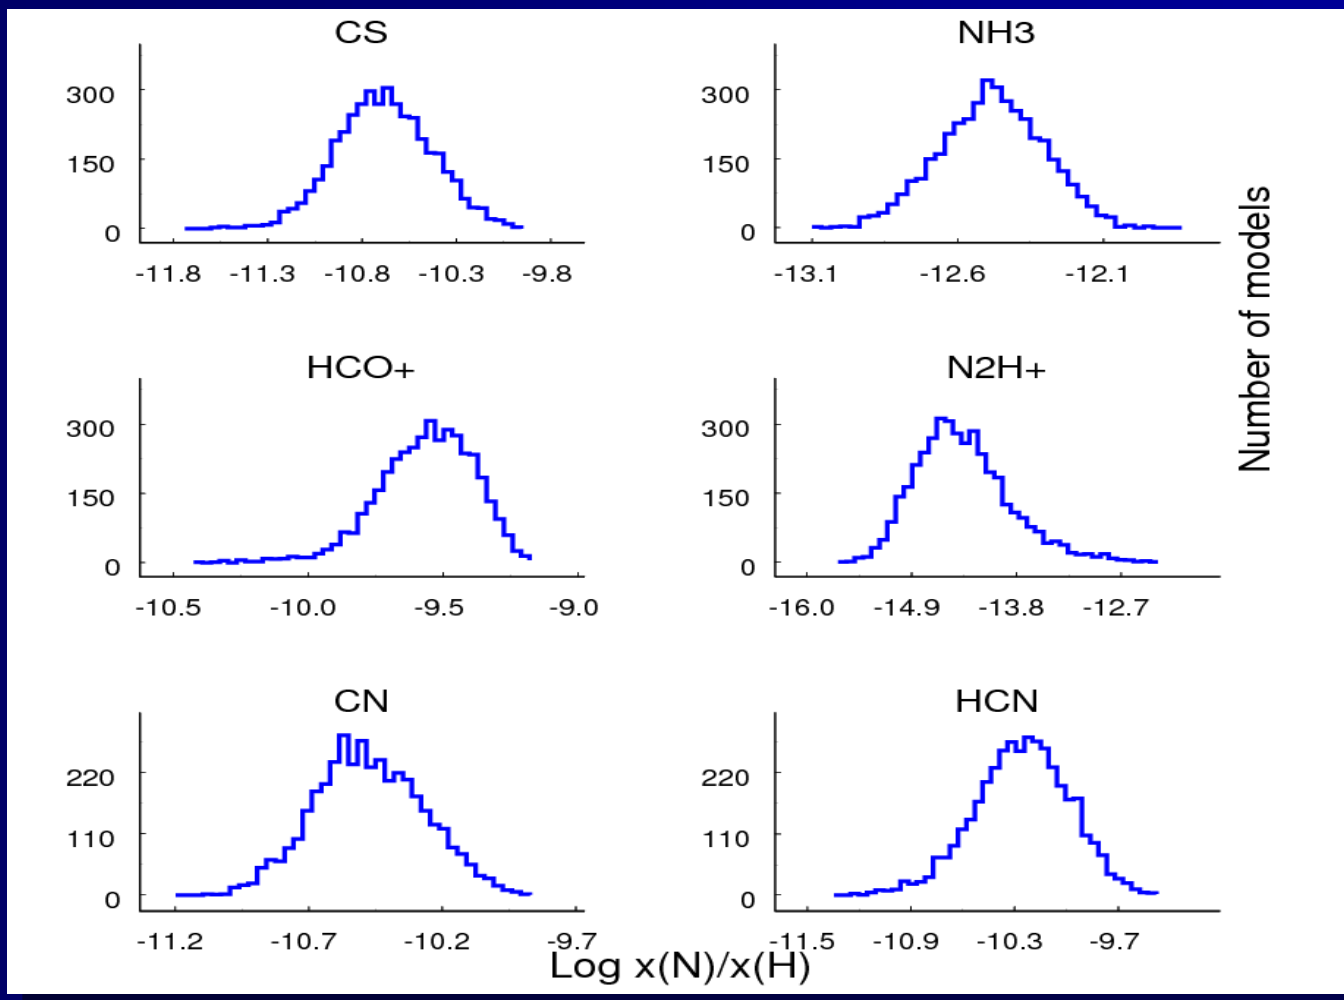 CS
300
150
0
-11.8 -11.3 -10.8 -10.3 -9.8
NH3
300
150
0
-13.1 -12.6 -12.1
HCO+
300
150
0
-10.5 -10.0 -9.5 -9.0
N2H+
300
150
0
-16.0 -14.9 -13.8 -12.7
CN
220
110
0
-11.2 -10.7 -10.2 -9.7
HCN
220
110
0
-11.5 -10.9 -10.3 -9.7
Log x(N)/x(H)
Number of models